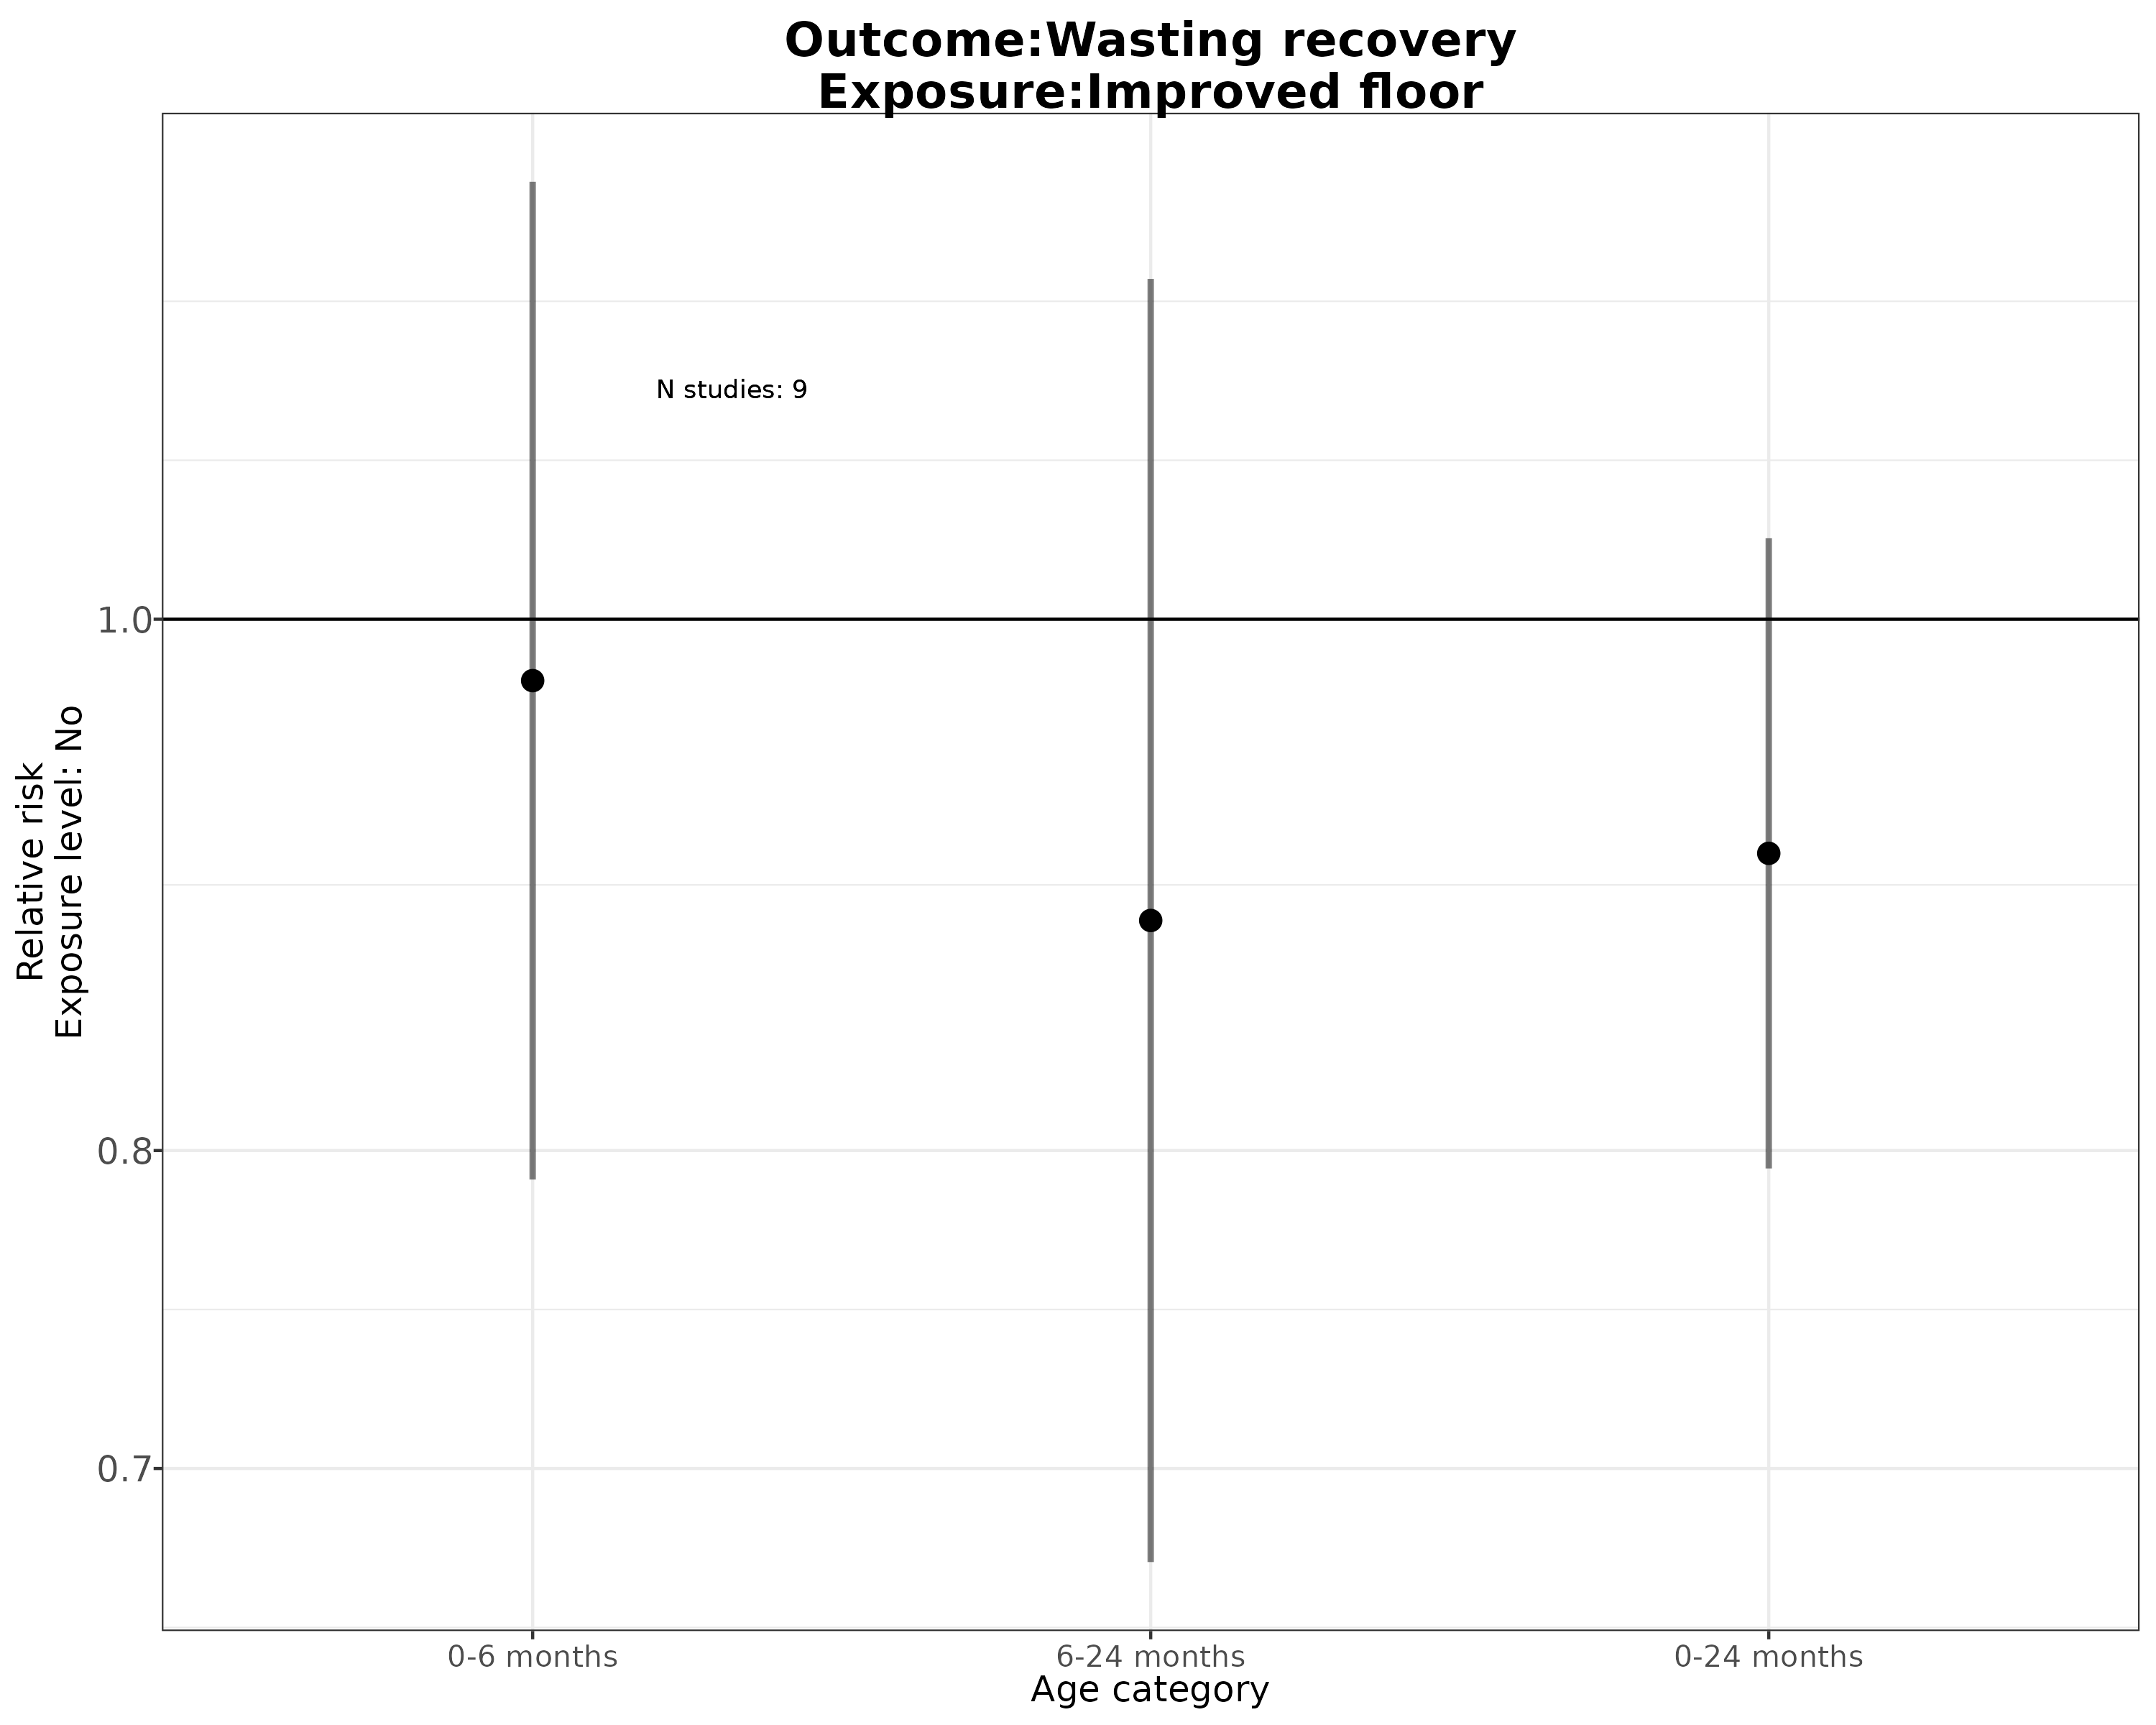 Outcome:Wasting recovery
Exposure:Improved floor
N studies: 9
1.0
0.8
0.7
Relative risk
Exposure level: No
0-6 months
6-24 months
0-24 months
Age category